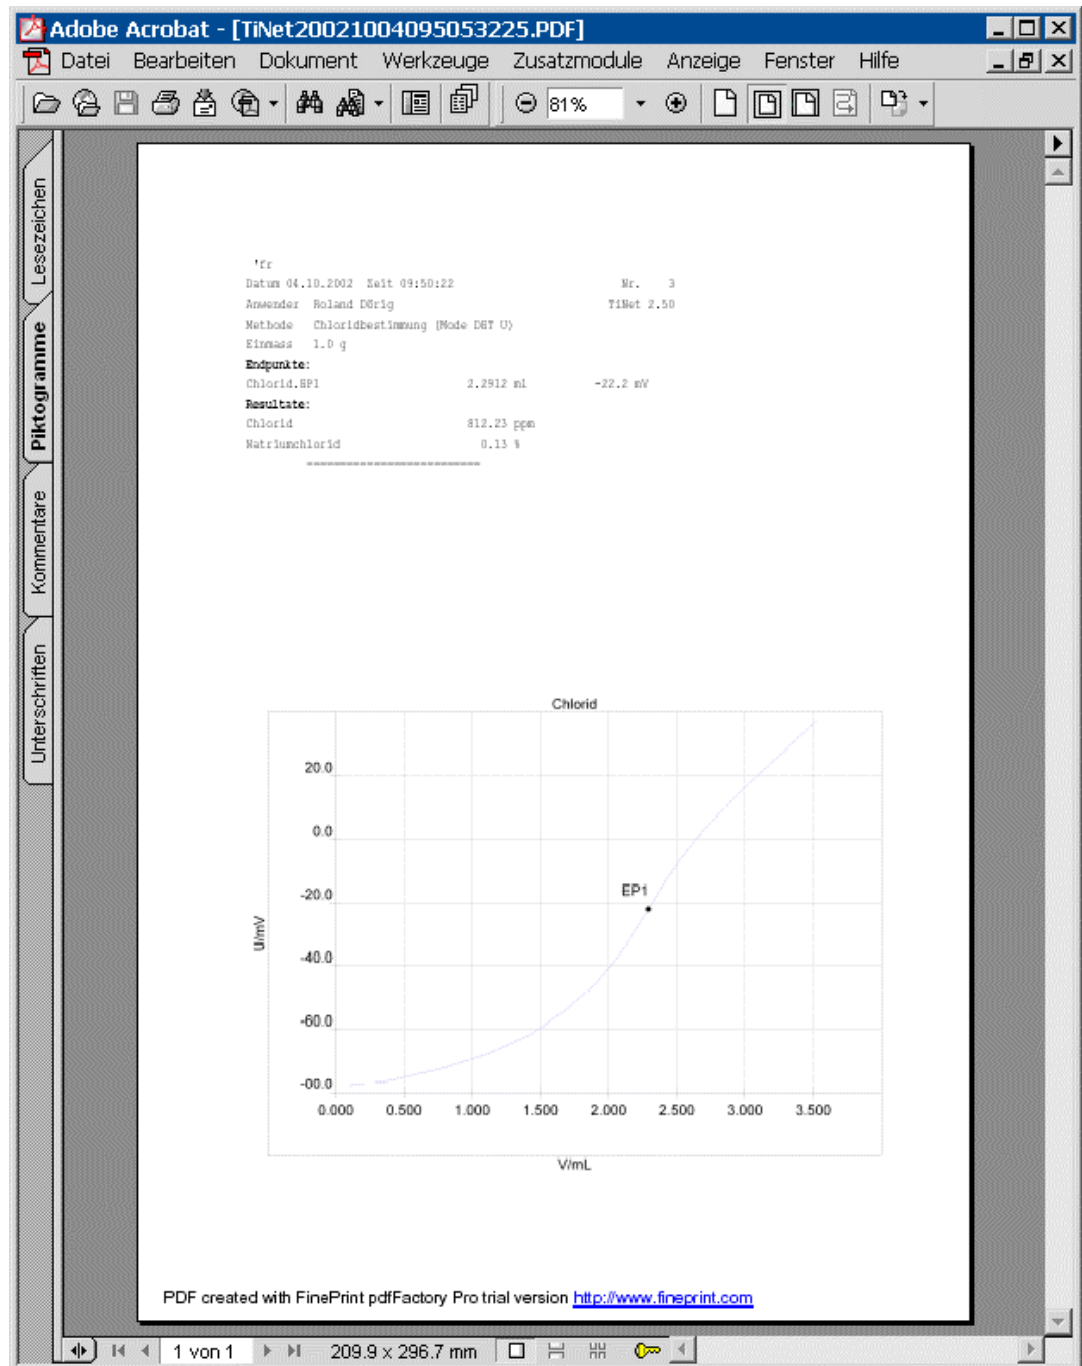 Adobe Acrobat - [TiNet20021004095053225.PDF]
Datei Bearbeiten Dokument Werkzeuge Zusatzmodule Anzeige Fenster Hilfe
81%
Lesezeichen
Piktogramme
Kommentare
Unterschriften
'fr
Datum 04.10.2002 Zeit 09:50:22 Nr. 3
Anwender Roland Dörig TiNet 2.50
Methode Chloridbestimmung (Mode DET U)
Einmass 1.0 g
Endpunkte:
Chlorid.EP1 2.2912 ml -22.2 mV
Resultate:
Chlorid 812.23 ppm
Natriumchlorid 0.13 %
==========================
Chlorid
20.0
0.0
EP1
-20.0
U/mV
-40.0
-60.0
-00.0
0.000 0.500 1.000 1.500 2.000 2.500 3.000 3.500
V/mL
PDF created with FinePrint pdfFactory Pro trial version http://www.fineprint.com
1 von 1 209.9 x 296.7 mm